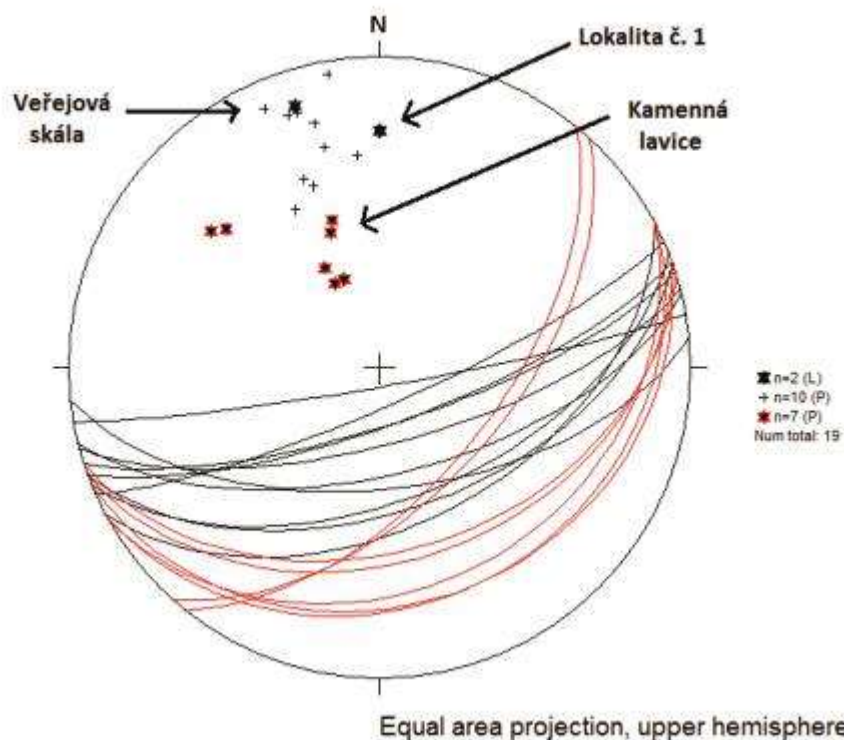 N
Lokalita č. 1
Veřejová
skála
Kamenná
lavice
n=2 (L)
n=10 (P)
n=7 (P)
Num total: 19
Equal area projection, upper hemisphere